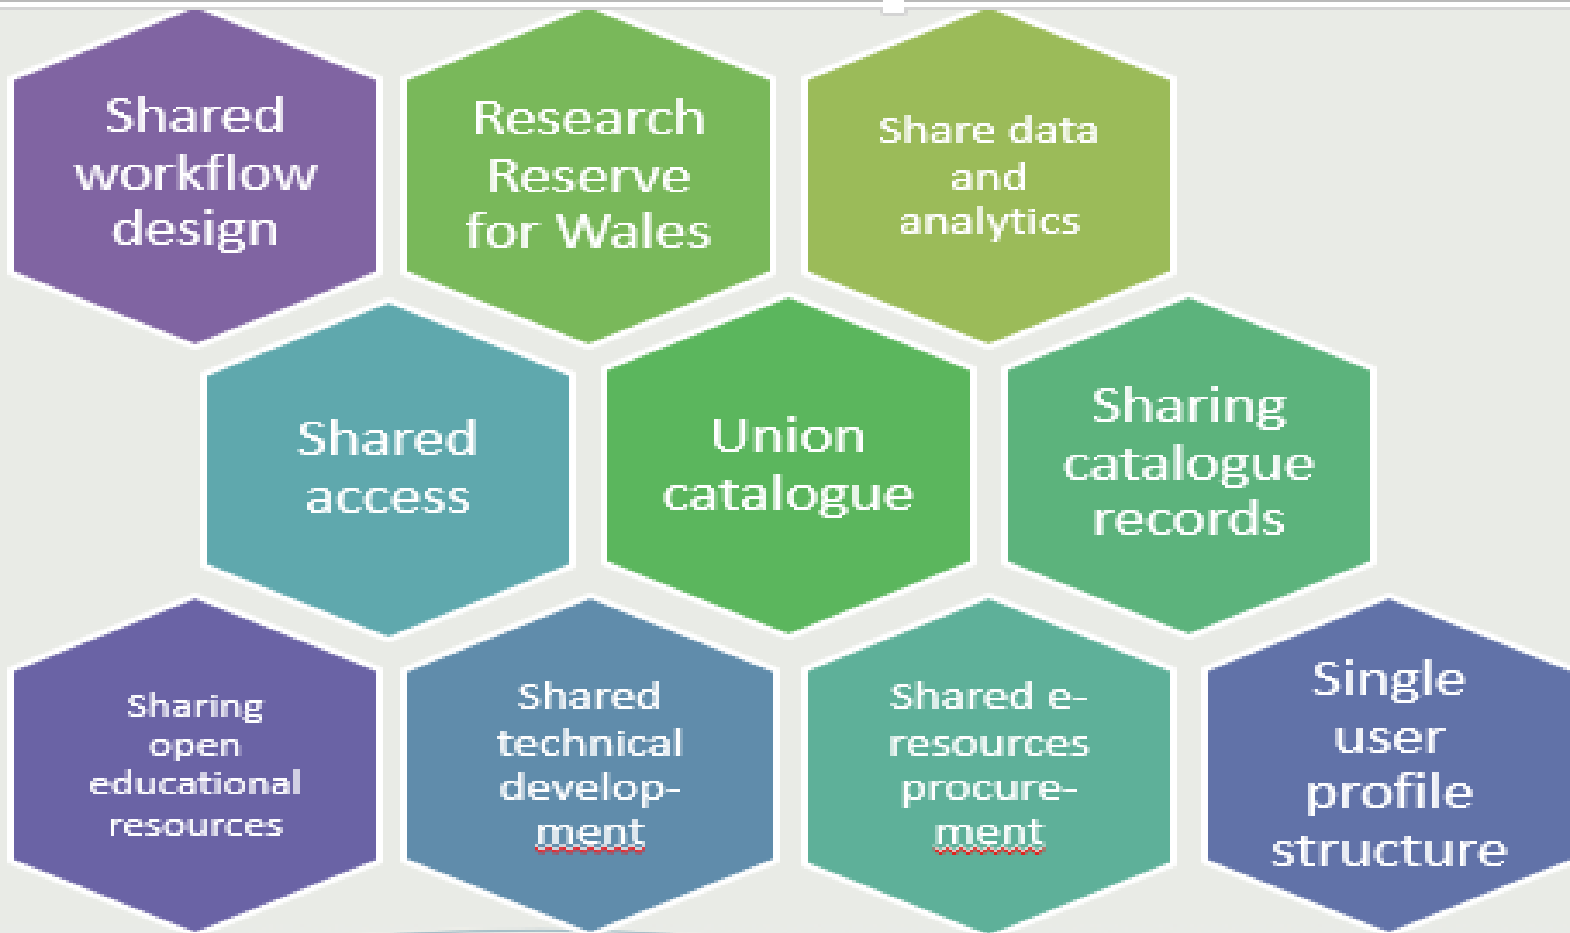 Shared
workflow
design
Research
Reserve
for Wales
Share data
and
analytics
Shared
access
Union
catalogue
Sharing
catalogue
records
Sharing
open
educational
resources
Shared
technical
develop-
ment
Shared e-
resources
procure-
ment
Single
user
profile
structure